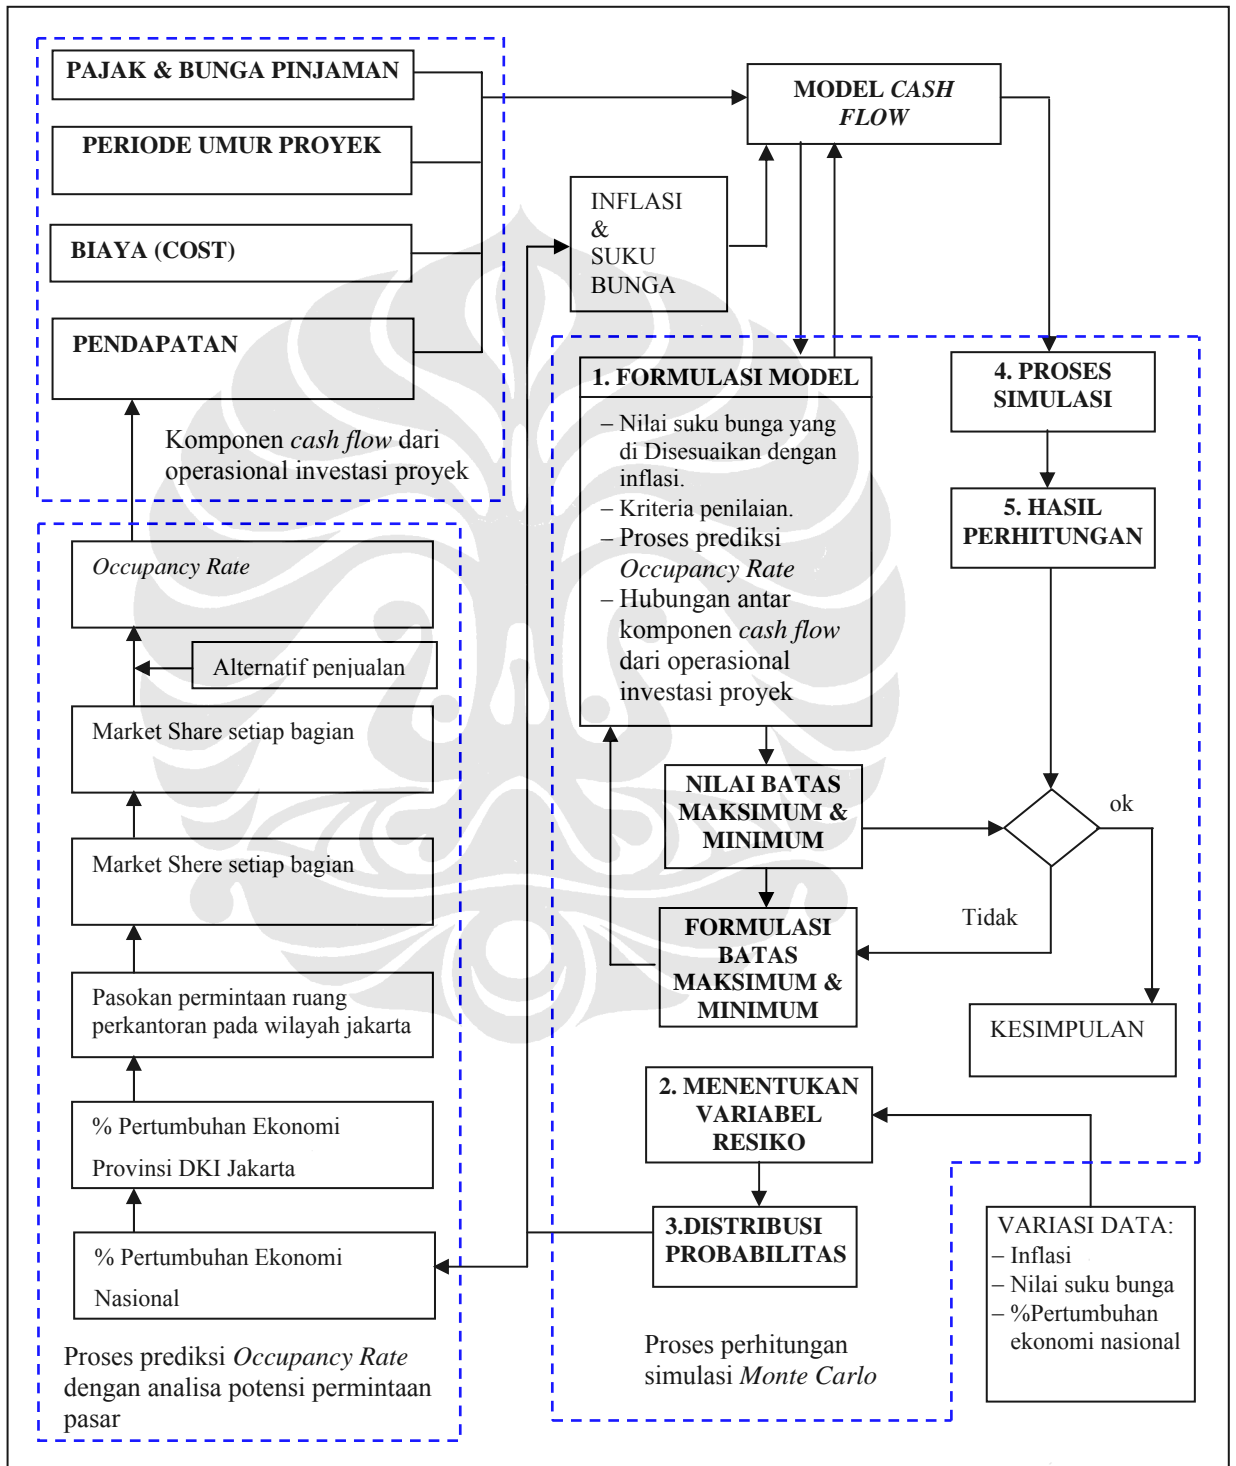 PAJAK & BUNGA PINJAMAN
PERIODE UMUR PROYEK
BIAYA (COST)
PENDAPATAN
Komponen cash flow dari
operasional investasi proyek
MODEL CASH
FLOW
INFLASI
&
SUKU
BUNGA
1. FORMULASI MODEL
– Nilai suku bunga yang
di Disesuaikan dengan
inflasi.
– Kriteria penilaian.
– Proses prediksi
Occupancy Rate
– Hubungan antar
komponen cash flow
dari operasional
investasi proyek
4. PROSES
SIMULASI
5. HASIL
PERHITUNGAN
Occupancy Rate
Alternatif penjualan
Market Share setiap bagian
Market Shere setiap bagian
Pasokan permintaan ruang
perkantoran pada wilayah jakarta
% Pertumbuhan Ekonomi
Provinsi DKI Jakarta
% Pertumbuhan Ekonomi
Nasional
Proses prediksi Occupancy Rate
dengan analisa potensi permintaan
pasar
NILAI BATAS
MAKSIMUM &
MINIMUM
ok
Tidak
FORMULASI
BATAS
MAKSIMUM &
MINIMUM
KESIMPULAN
2. MENENTUKAN
VARIABEL
RESIKO
3.DISTRIBUSI
PROBABILITAS
Proses perhitungan
simulasi Monte Carlo
VARIASI DATA:
– Inflasi
– Nilai suku bunga
– %Pertumbuhan
ekonomi nasional